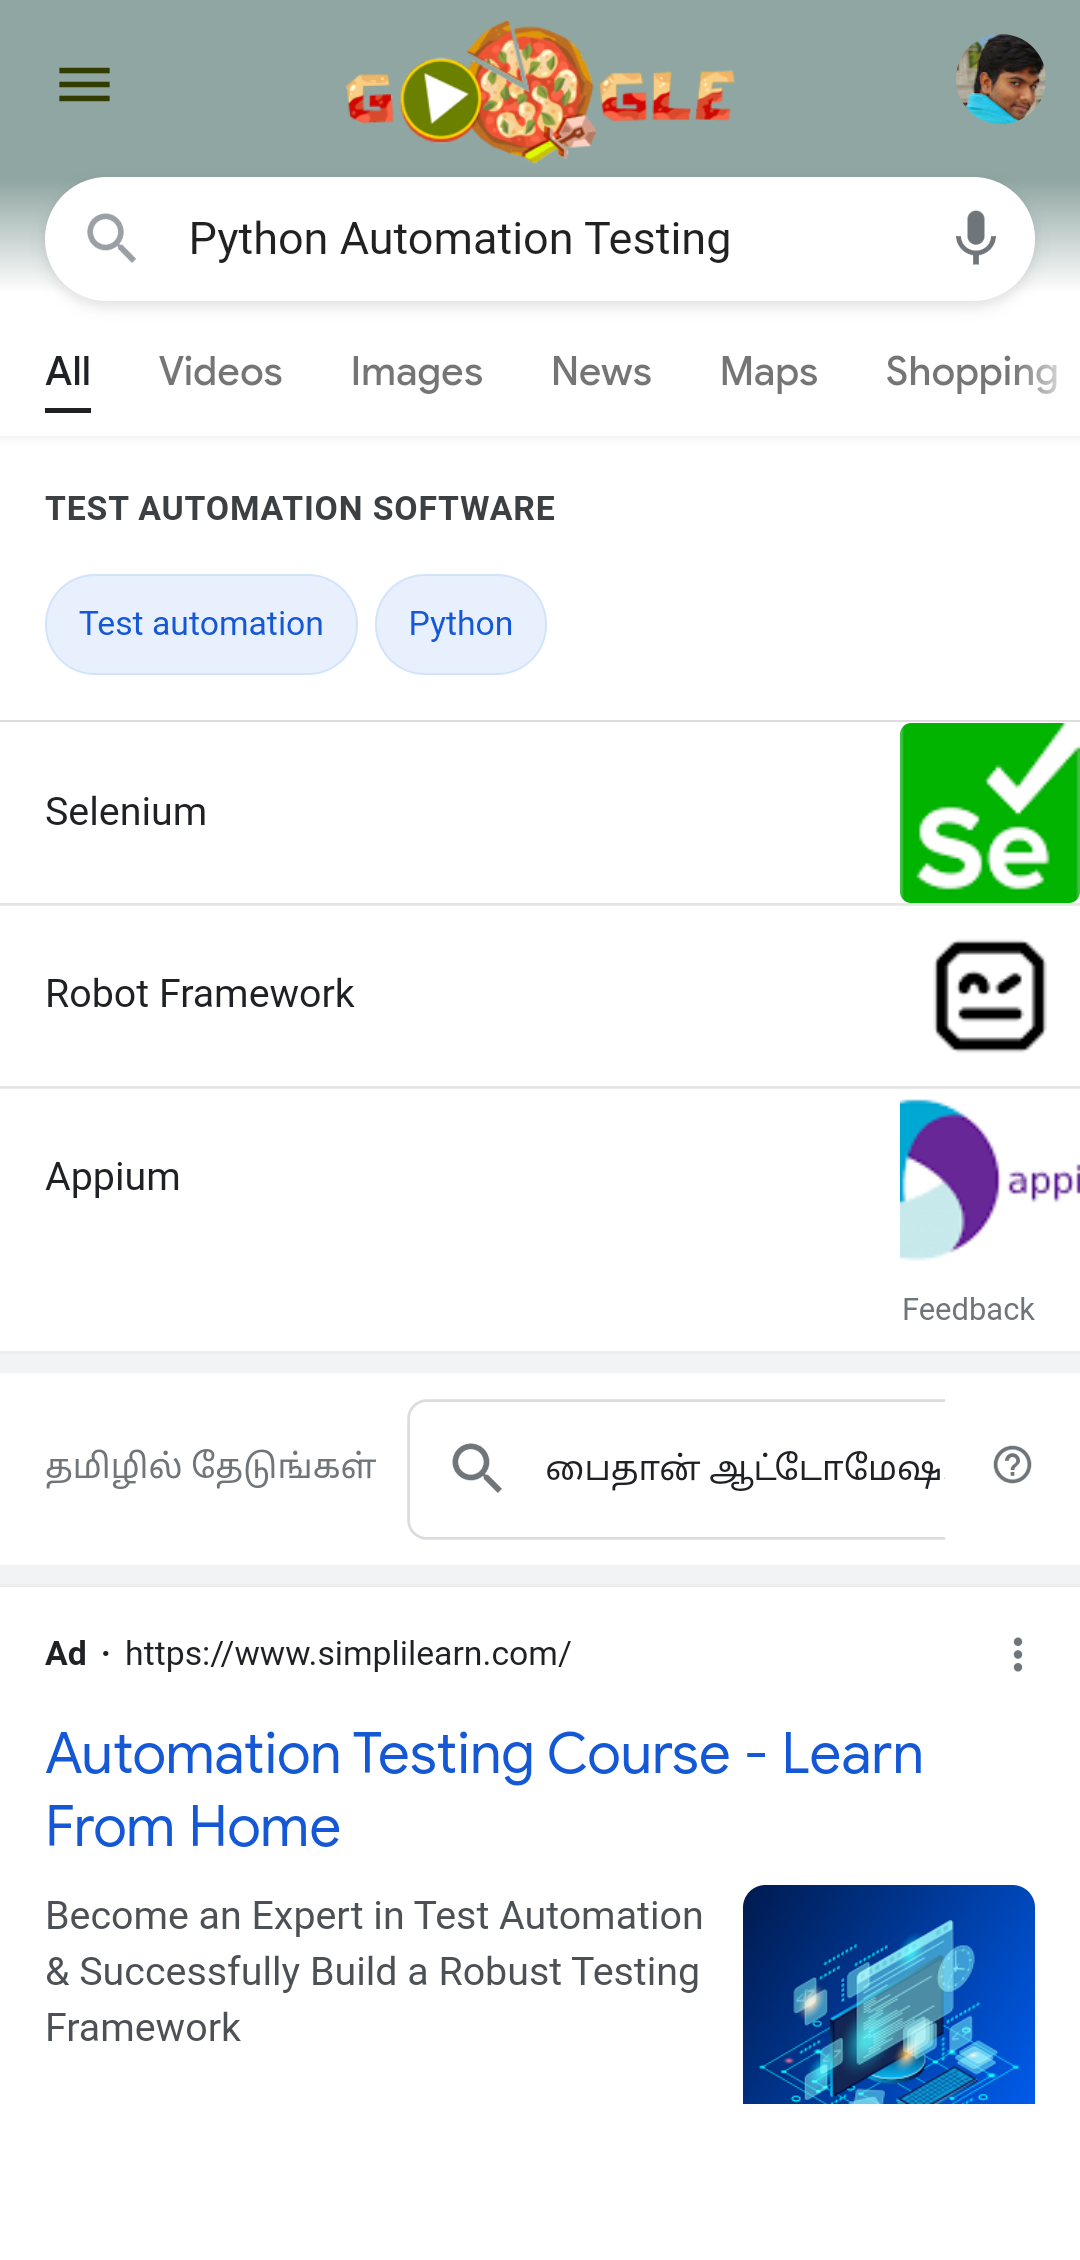 GOOGLE
Python Automation Testing
All Videos Images News Maps Shopping
TEST AUTOMATION SOFTWARE
Test automation Python
Selenium
Se
Robot Framework
Appium
appi
Feedback
தமிழில் தேடுங்கள் பைதான் ஆட்டோமேஷ
Ad · https://www.simplilearn.com/
Automation Testing Course - Learn
From Home
Become an Expert in Test Automation
& Successfully Build a Robust Testing
Framework